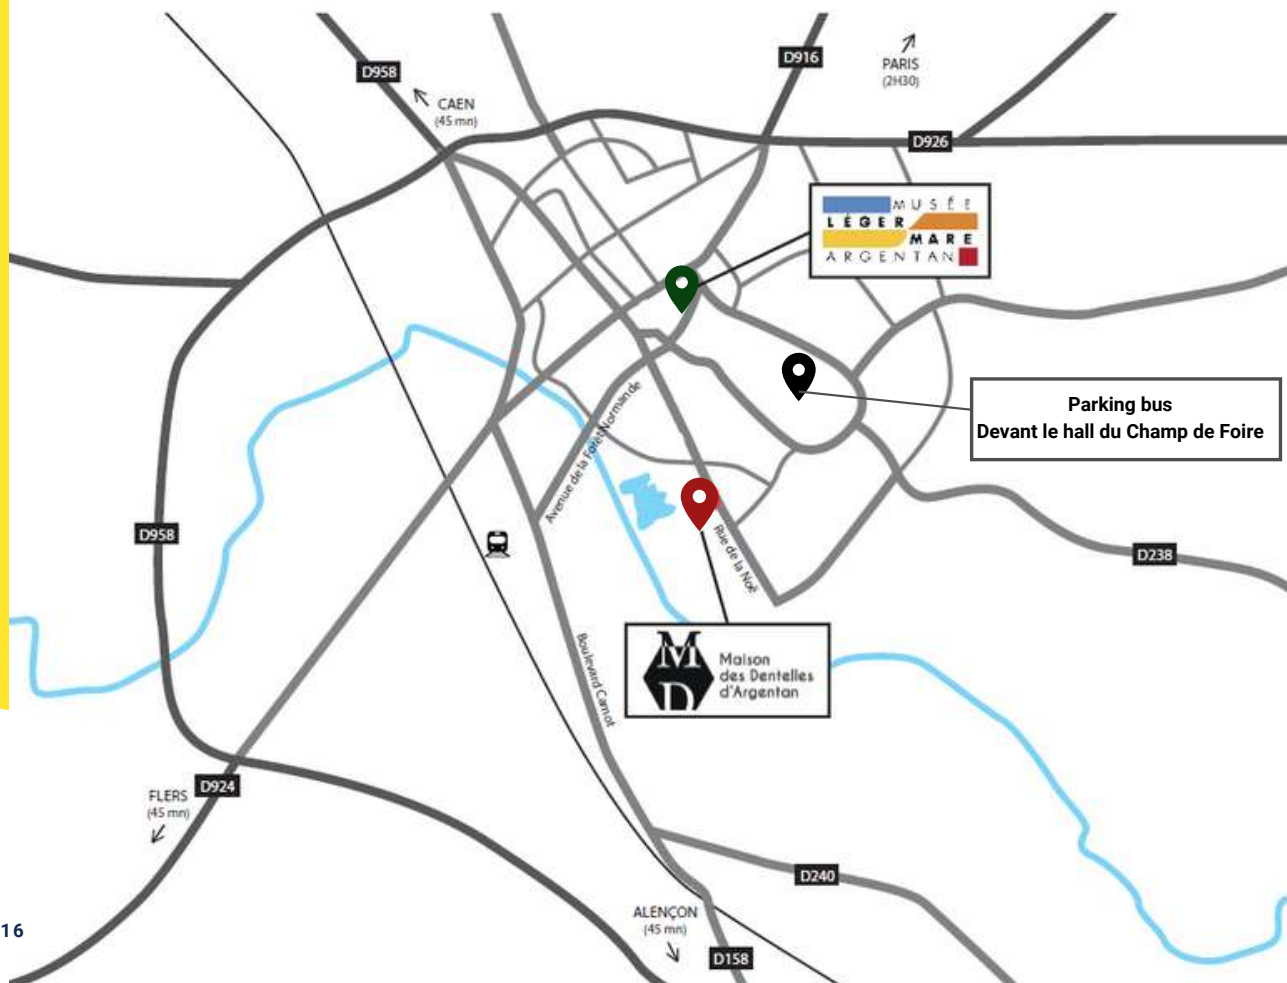 D958
D916
PARIS
(2H30)
CAEN
(45 mn)
D926
MUSÉE
LÉGER
MARE
ARGENTAN
Parking bus
Devant le hall du Champ de Foire
Avenue de la Forêt Normande
D958
Rue de la Noë
D238
Boulevard Carnot
M
D
Maison
des Dentelles
d'Argentan
D924
FLERS
(45 mn)
D240
ALENÇON
(45 mn)
D158
16